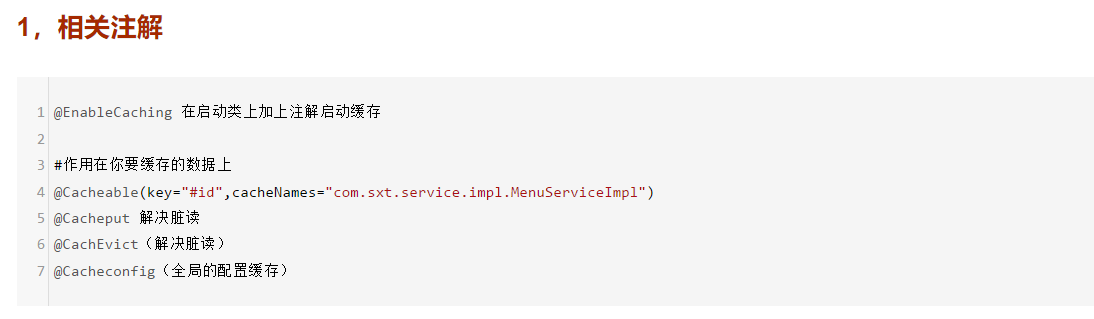 1，相关注解
1 @EnableCaching 在启动类上加上注解启动缓存
2
3 #作用在你要缓存的数据上
4 @Cacheable(key="#id",cacheNames="com.sxt.service.impl.MenuServiceImpl")
5 @Cacheput 解决脏读
6 @CachEvict（解决脏读）
7 @Cacheconfig（全局的配置缓存）